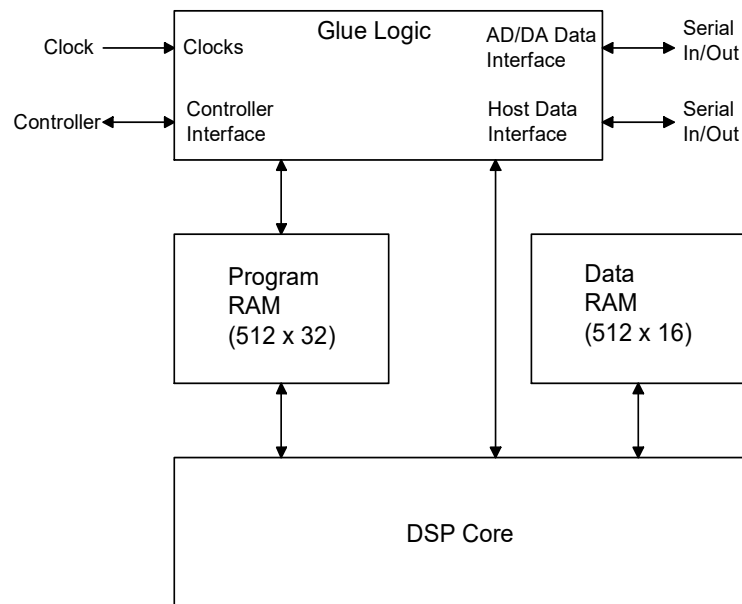 Glue Logic
Clock
Clocks
AD/DA Data
Interface
Serial
In/Out
Controller
Controller
Interface
Host Data
Interface
Serial
In/Out
Program
RAM
(512 x 32)
Data
RAM
(512 x 16)
DSP Core